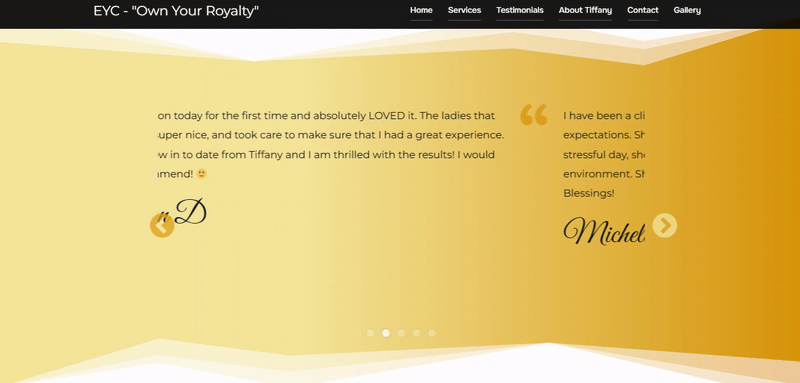 EYC - "Own Your Royalty"
Home Services Testimonials About Tiffany Contact Gallery
on today for the first time and absolutely LOVED it. The ladies that
super nice, and took care to make sure that I had a great experience.
in to date from Tiffany and I am thrilled with the results! I would
🙂
D
“
I have been a cli
expectations. Sh
stressful day, sh
environment. Sh
Blessings!
Michel